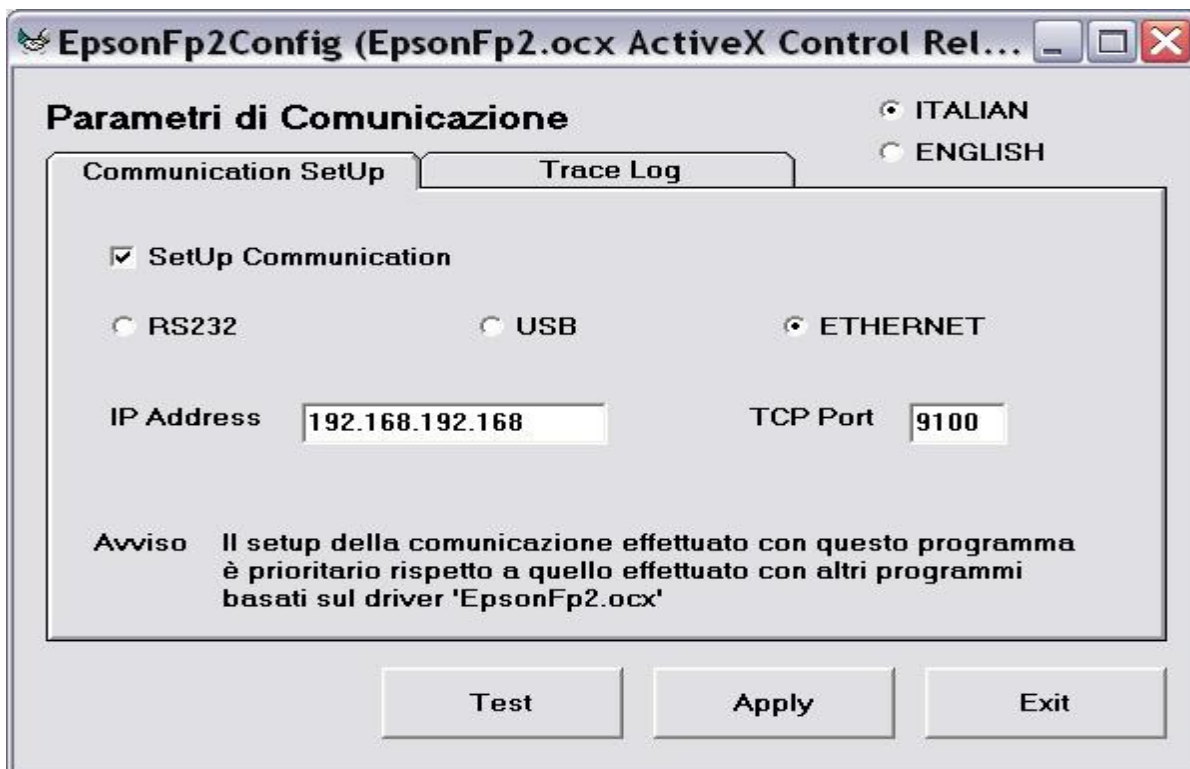 EpsonFp2Config (EpsonFp2.ocx ActiveX Control Rel...
Parametri di Comunicazione
ITALIAN
ENGLISH
Communication SetUp
Trace Log
SetUp Communication
RS232
USB
ETHERNET
IP Address
192.168.192.168
TCP Port
9100
Avviso
Il setup della comunicazione effettuato con questo programma
è prioritario rispetto a quello effettuato con altri programmi
basati sul driver 'EpsonFp2.ocx'
Test
Apply
Exit